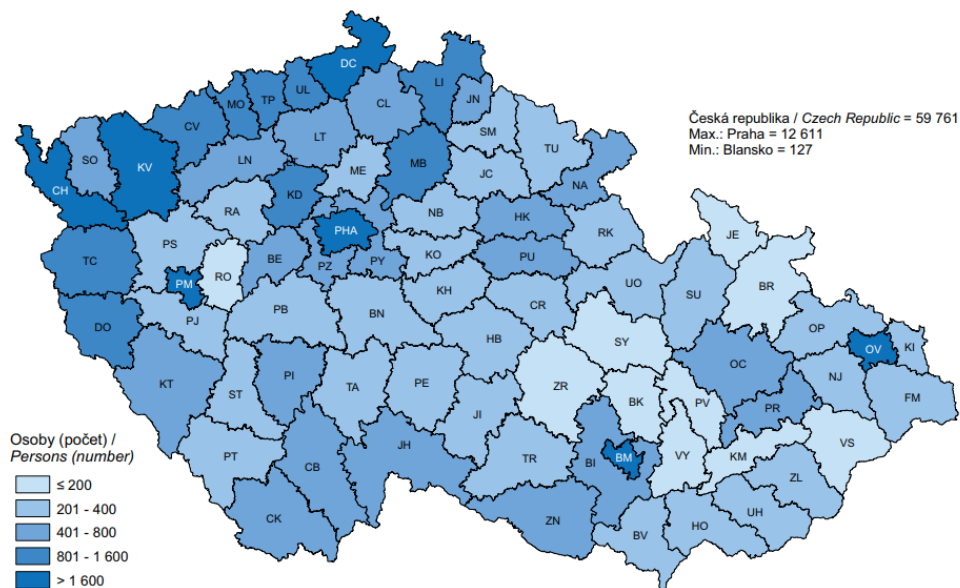 DC
LI
UL
TP
MO
CL
JN
CV
LT
SM
TU
SO
LN
ME
MB
JC
NA
KV
CH
KD
RA
NB
HK
RK
PHA
JE
TC
PS
BE
PZ
PY
KO
PU
RO
BR
PM
KH
UO
SU
PB
BN
CR
PJ
DO
HB
SY
OP
OV
KI
OC
NJ
KT
PI
ST
TA
PE
ZR
BK
PV
PR
FM
JI
VS
PT
CB
JH
TR
BI
BM
VY
KM
ZL
CK
ZN
BV
HO
UH
Česká republika / Czech Republic = 59 761
Max.: Praha = 12 611
Min.: Blansko = 127
Osoby (počet) /
Persons (number)
≤ 200
201 - 400
401 - 800
801 - 1 600
> 1 600